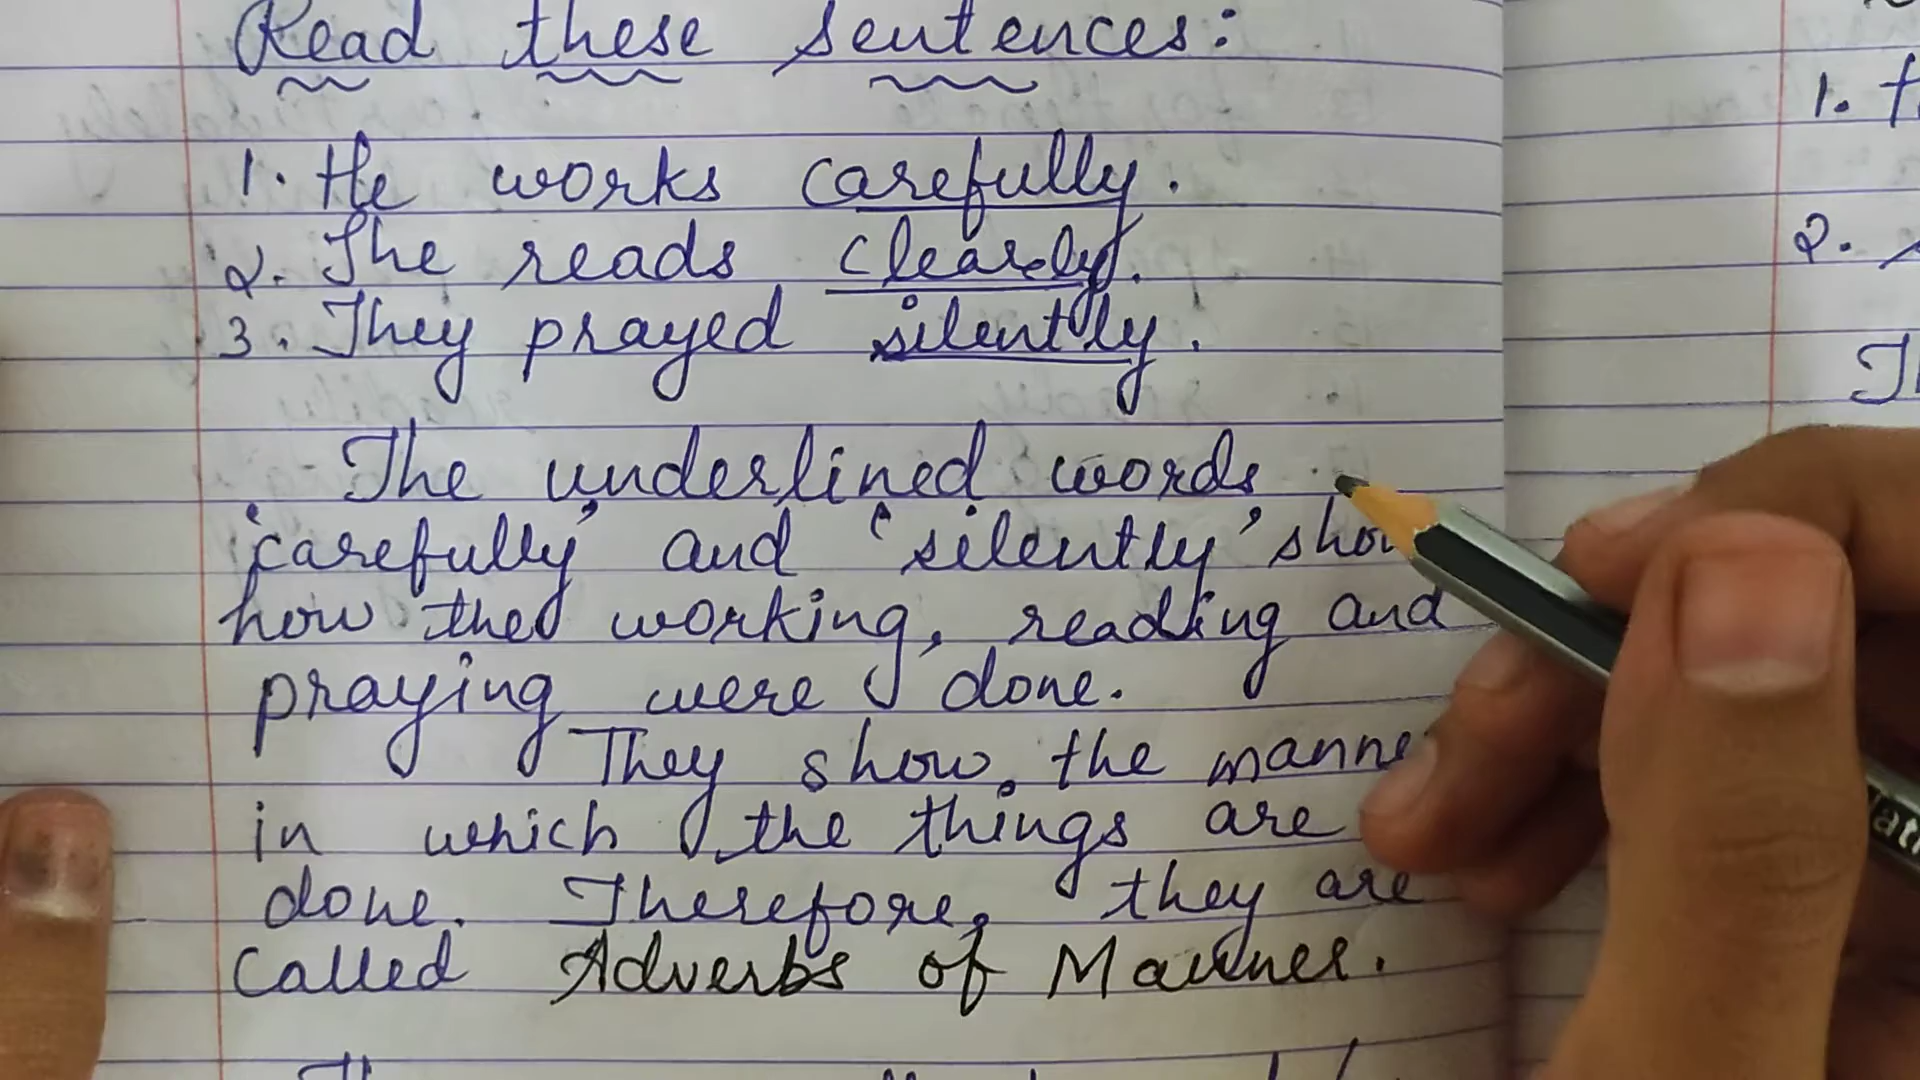 Read these sentences:
1. He works carefully.
2. She reads clearly.
3. They prayed silently.
The underlined words
'carefully' and 'silently' show
how the working, reading and
praying were done.
They show the manner
in which the things are
done. Therefore, they are
called Adverbs of Manner.
1.
2.